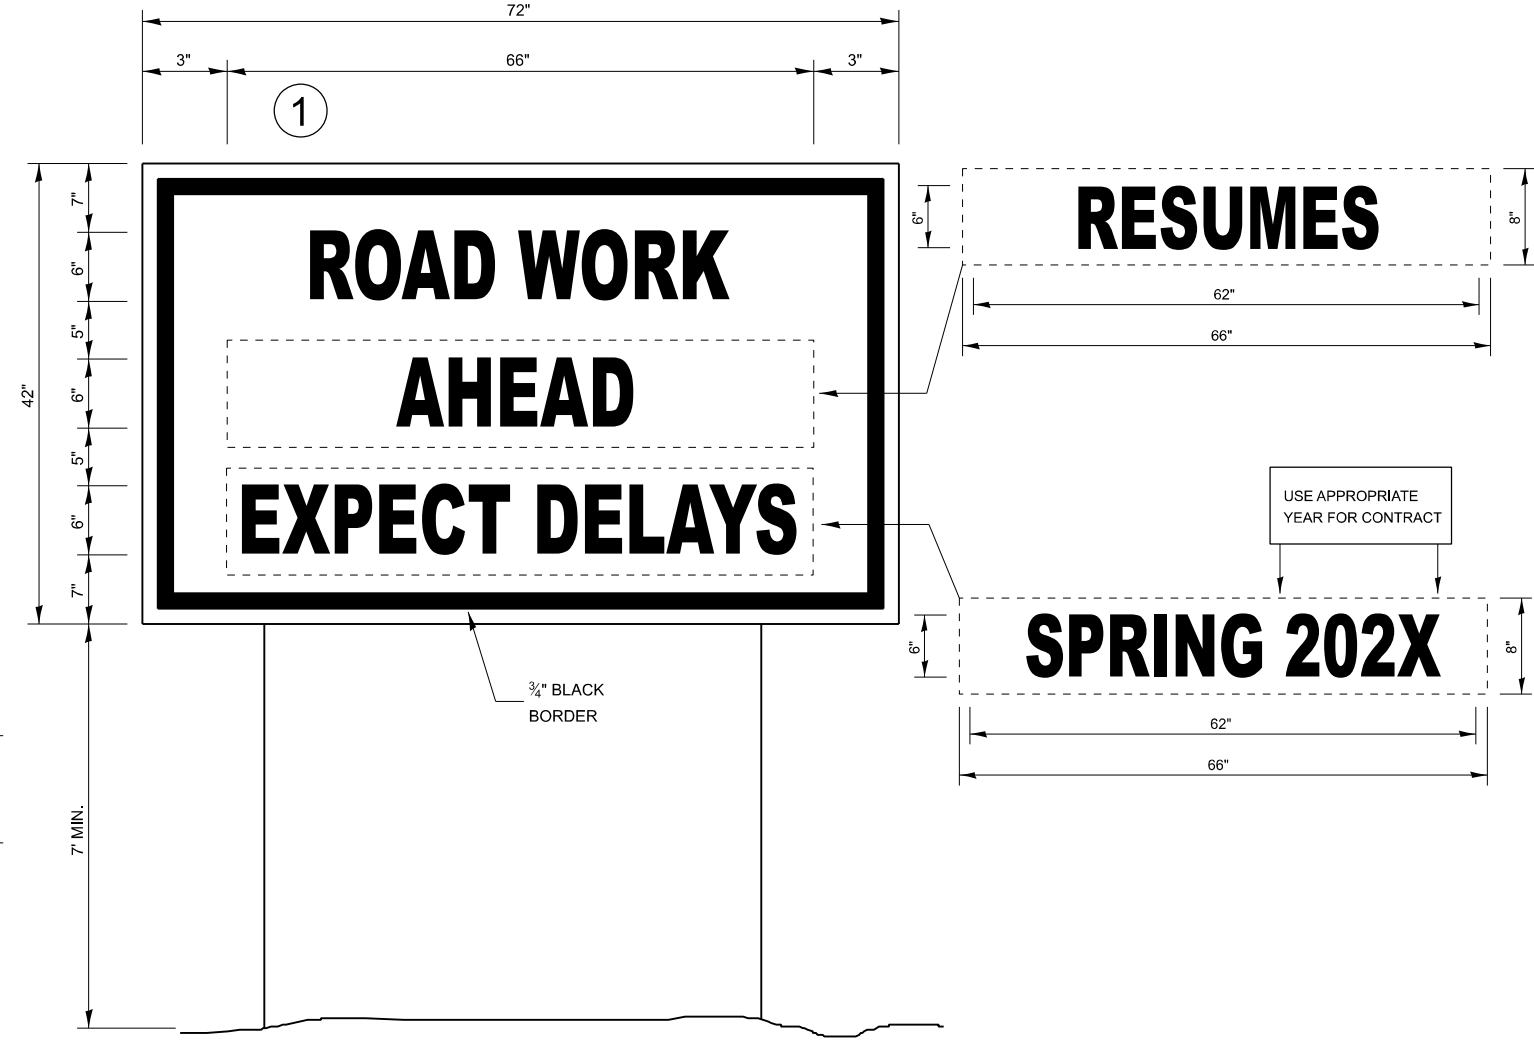 72"
3" 66" 3"
1
7"
6"
5"
6"
5"
6"
7"
42"
7' MIN.
ROAD WORK
AHEAD
EXPECT DELAYS
¾" BLACK
BORDER
RESUMES
6"
8"
62"
66"
USE APPROPRIATE
YEAR FOR CONTRACT
SPRING 202X
6"
8"
62"
66"